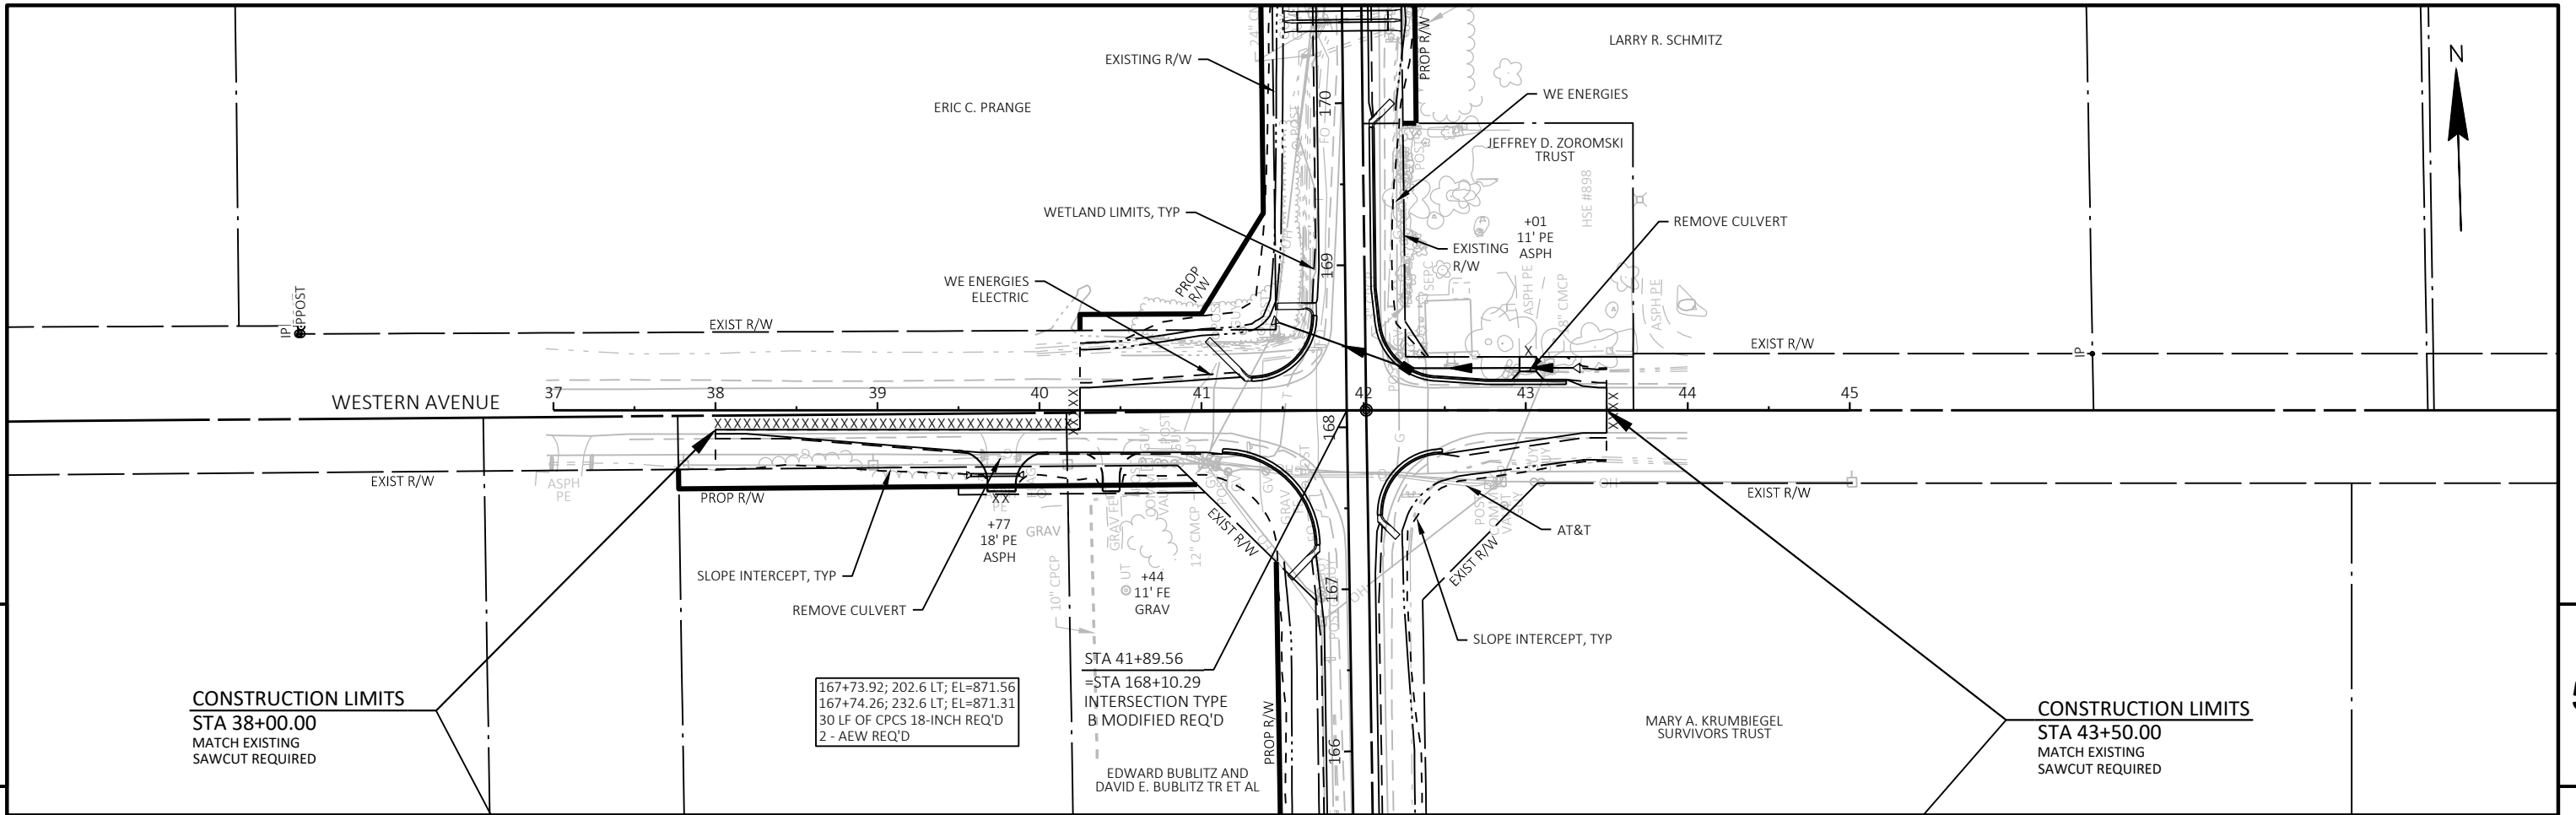 LARRY R. SCHMITZ
N
EXISTING R/W
PROP R/W
ERIC C. PRANGE
WE ENERGIES
170
JEFFREY D. ZOROMSKI
TRUST
HSE #898
WETLAND LIMITS, TYP
+01
11' PE
ASPH
REMOVE CULVERT
EXISTING
R/W
169
WE ENERGIES
ELECTRIC
PROP
R/W
ASPH PE
ASPH PE
IP
EXIST R/W
EXIST R/W
IP
WESTERN AVENUE
37
38
39
40
41
42
43
44
45
168
EXIST R/W
ASPH
PE
PROP R/W
EXIST R/W
EXIST R/W
+77
18' PE
ASPH
GRAV
12" CMCP
EXIST R/W
AT&T
SLOPE INTERCEPT, TYP
10" CPCP
UT
+44
11' FE
GRAV
167
REMOVE CULVERT
SLOPE INTERCEPT, TYP
STA 41+89.56
=STA 168+10.29
INTERSECTION TYPE
B MODIFIED REQ'D
167+73.92; 202.6 LT; EL=871.56
167+74.26; 232.6 LT; EL=871.31
30 LF OF CPCS 18-INCH REQ'D
2 - AEW REQ'D
CONSTRUCTION LIMITS
STA 38+00.00
MATCH EXISTING
SAWCUT REQUIRED
PROP R/W
166
MARY A. KRUMBIEGEL
SURVIVORS TRUST
CONSTRUCTION LIMITS
STA 43+50.00
MATCH EXISTING
SAWCUT REQUIRED
EDWARD BUBLITZ AND
DAVID E. BUBLITZ TR ET AL